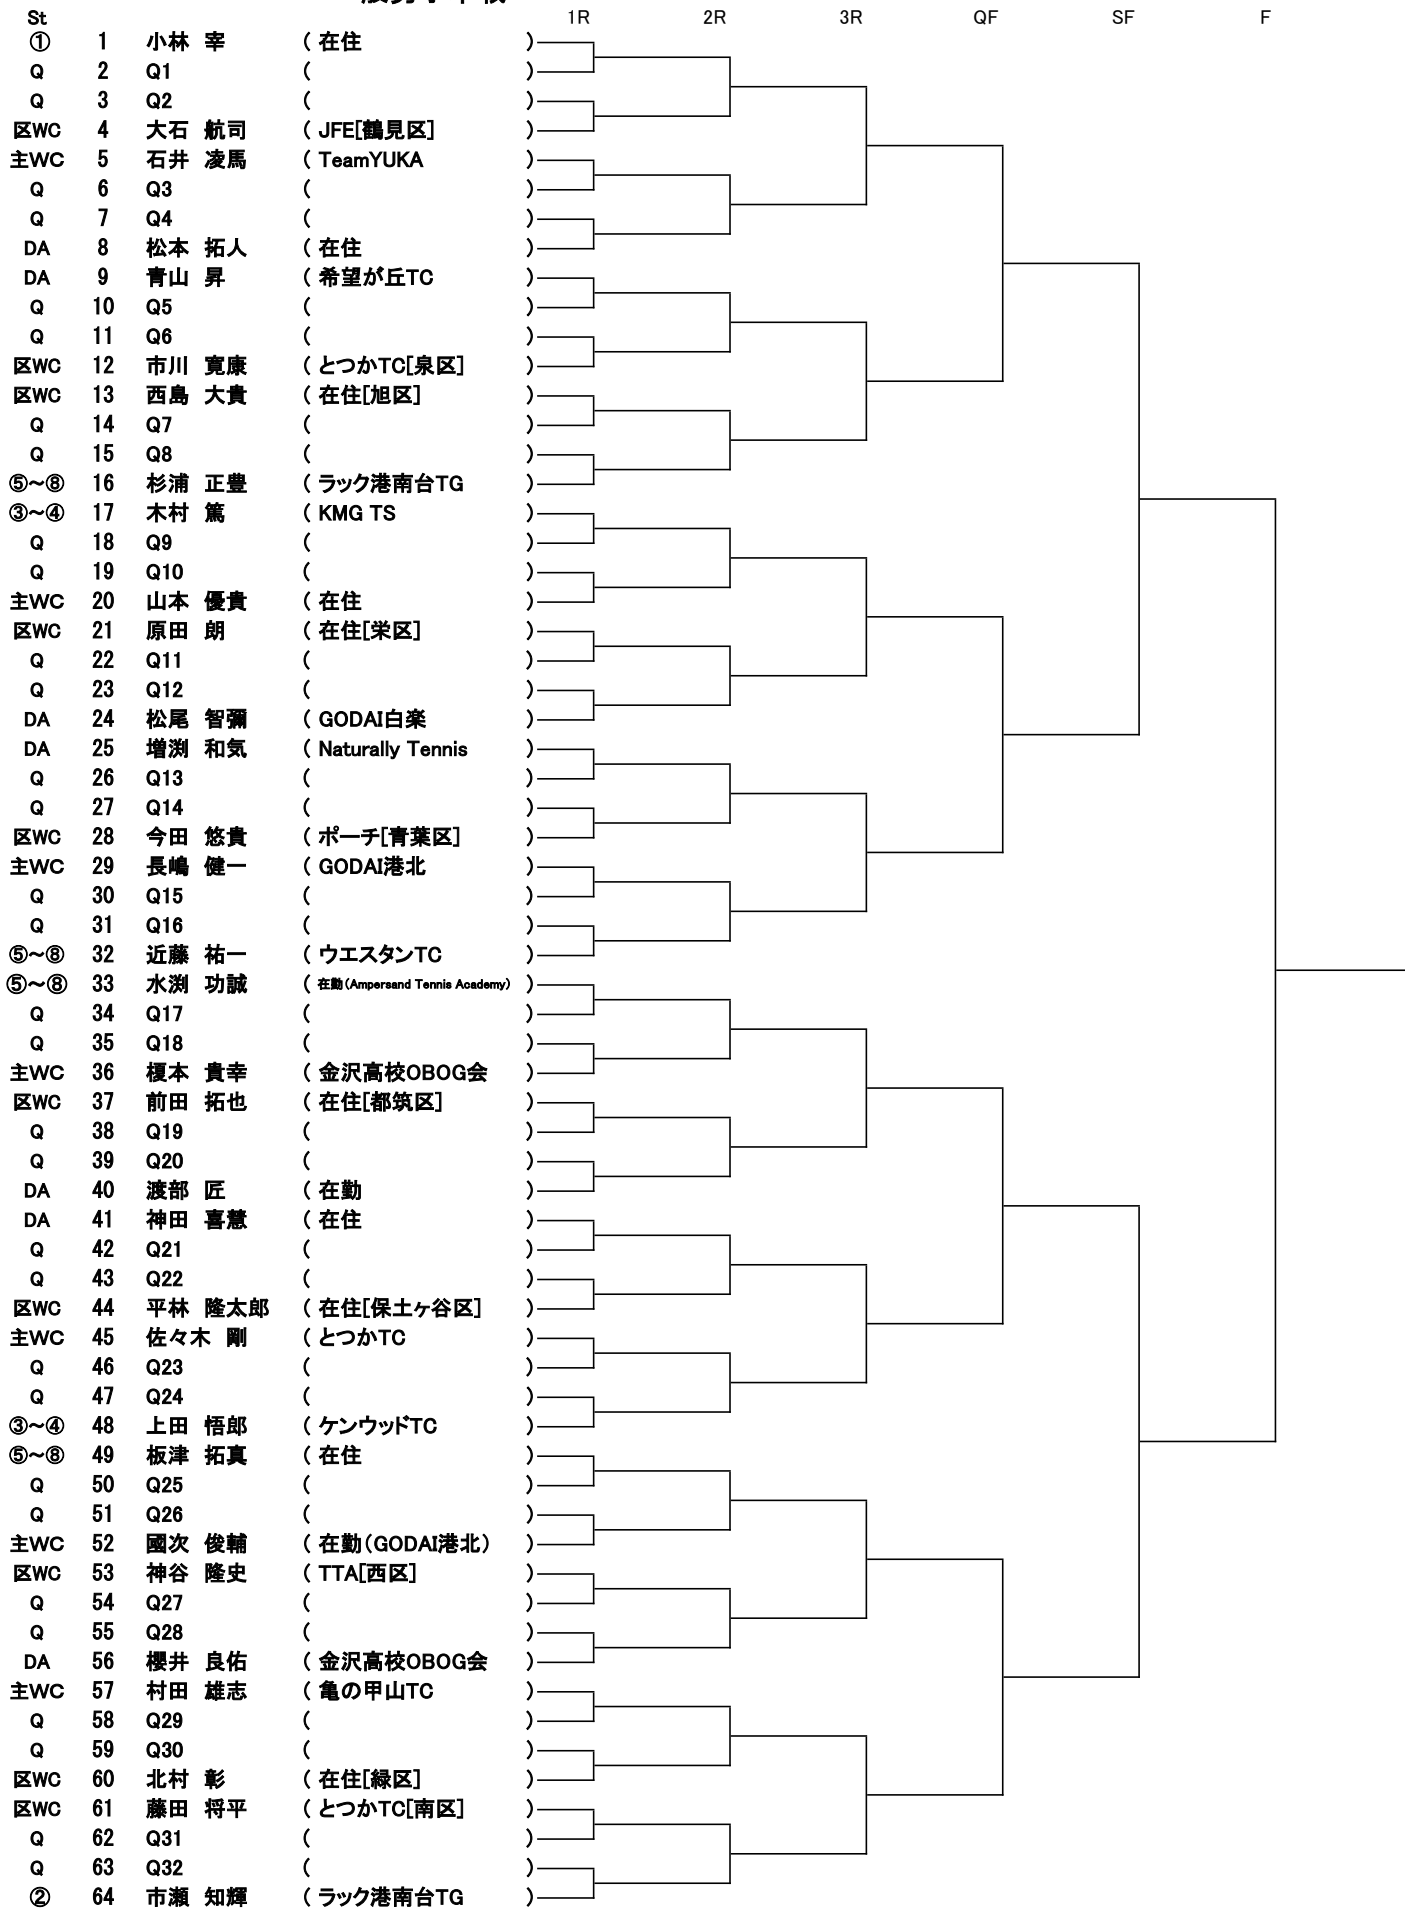 St 1R 2R 3R QF SF F
① 1 小林 宰 ( 在住 )
Q 2 Q1 ( )
Q 3 Q2 ( )
区WC 4 大石 航司 ( JFE[鶴見区] )
主WC 5 石井 凌馬 ( TeamYUKA )
Q 6 Q3 ( )
Q 7 Q4 ( )
DA 8 松本 拓人 ( 在住 )
DA 9 青山 昇 ( 希望が丘TC )
Q 10 Q5 ( )
Q 11 Q6 ( )
区WC 12 市川 寛康 ( とつかTC[泉区] )
区WC 13 西島 大貴 ( 在住[旭区] )
Q 14 Q7 ( )
Q 15 Q8 ( )
⑤～⑧ 16 杉浦 正豊 ( ラック港南台TG )
③～④ 17 木村 篤 ( KMG TS )
Q 18 Q9 ( )
Q 19 Q10 ( )
主WC 20 山本 優貴 ( 在住 )
区WC 21 原田 朗 ( 在住[栄区] )
Q 22 Q11 ( )
Q 23 Q12 ( )
DA 24 松尾 智彌 ( GODAI白楽 )
DA 25 増渕 和気 ( Naturally Tennis )
Q 26 Q13 ( )
Q 27 Q14 ( )
区WC 28 今田 悠貴 ( ポーチ[青葉区] )
主WC 29 長嶋 健一 ( GODAI港北 )
Q 30 Q15 ( )
Q 31 Q16 ( )
⑤～⑧ 32 近藤 祐一 ( ウエスタンTC )
⑤～⑧ 33 水渕 功誠 ( 在勤（Ampersand Tennis Academy） )
Q 34 Q17 ( )
Q 35 Q18 ( )
主WC 36 榎本 貴幸 ( 金沢高校OBOG会 )
区WC 37 前田 拓也 ( 在住[都筑区] )
Q 38 Q19 ( )
Q 39 Q20 ( )
DA 40 渡部 匠 ( 在勤 )
DA 41 神田 喜慧 ( 在住 )
Q 42 Q21 ( )
Q 43 Q22 ( )
区WC 44 平林 隆太郎 ( 在住[保土ヶ谷区] )
主WC 45 佐々木 剛 ( とつかTC )
Q 46 Q23 ( )
Q 47 Q24 ( )
③～④ 48 上田 悟郎 ( ケンウッドTC )
⑤～⑧ 49 板津 拓真 ( 在住 )
Q 50 Q25 ( )
Q 51 Q26 ( )
主WC 52 國次 俊輔 ( 在勤（GODAI港北） )
区WC 53 神谷 隆史 ( TTA[西区] )
Q 54 Q27 ( )
Q 55 Q28 ( )
DA 56 櫻井 良佑 ( 金沢高校OBOG会 )
主WC 57 村田 雄志 ( 亀の甲山TC )
Q 58 Q29 ( )
Q 59 Q30 ( )
区WC 60 北村 彰 ( 在住[緑区] )
区WC 61 藤田 将平 ( とつかTC[南区] )
Q 62 Q31 ( )
Q 63 Q32 ( )
② 64 市瀬 知輝 ( ラック港南台TG )